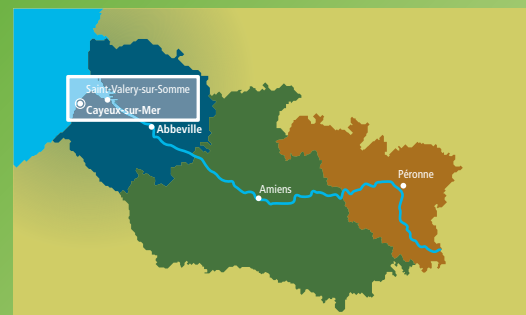 Saint-Valery-sur-Somme
Cayeux-sur-Mer
Abbeville
Péronne
Amiens